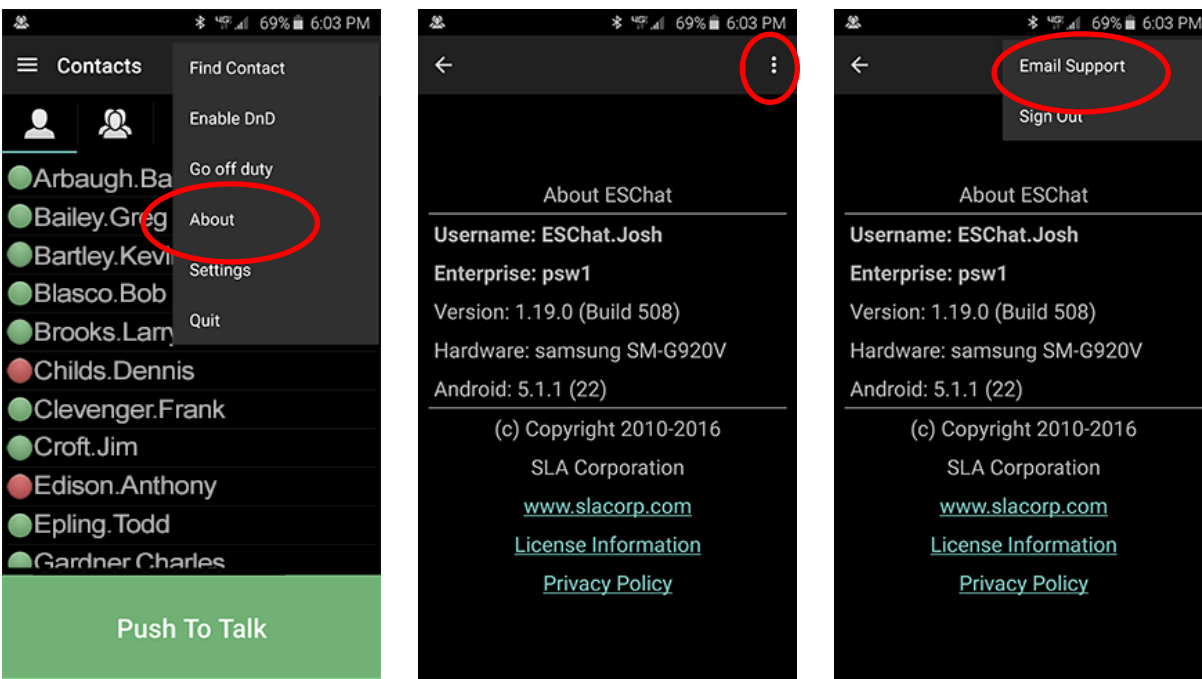 69% 6:03 PM
Contacts
Find Contact
Enable DnD
Go off duty
About
Settings
Quit
Arbaugh.Ba
Bailey.Greg
Bartley.Kevi
Blasco.Bob
Brooks.Larry
Childs.Dennis
Clevenger.Frank
Croft.Jim
Edison.Anthony
Epling.Todd
Gardner.Charles
Push To Talk
69% 6:03 PM
About ESChat
Username: ESChat.Josh
Enterprise: psw1
Version: 1.19.0 (Build 508)
Hardware: samsung SM-G920V
Android: 5.1.1 (22)
(c) Copyright 2010-2016
SLA Corporation
www.slacorp.com
License Information
Privacy Policy
69% 6:03 PM
Email Support
Sign Out
About ESChat
Username: ESChat.Josh
Enterprise: psw1
Version: 1.19.0 (Build 508)
Hardware: samsung SM-G920V
Android: 5.1.1 (22)
(c) Copyright 2010-2016
SLA Corporation
www.slacorp.com
License Information
Privacy Policy